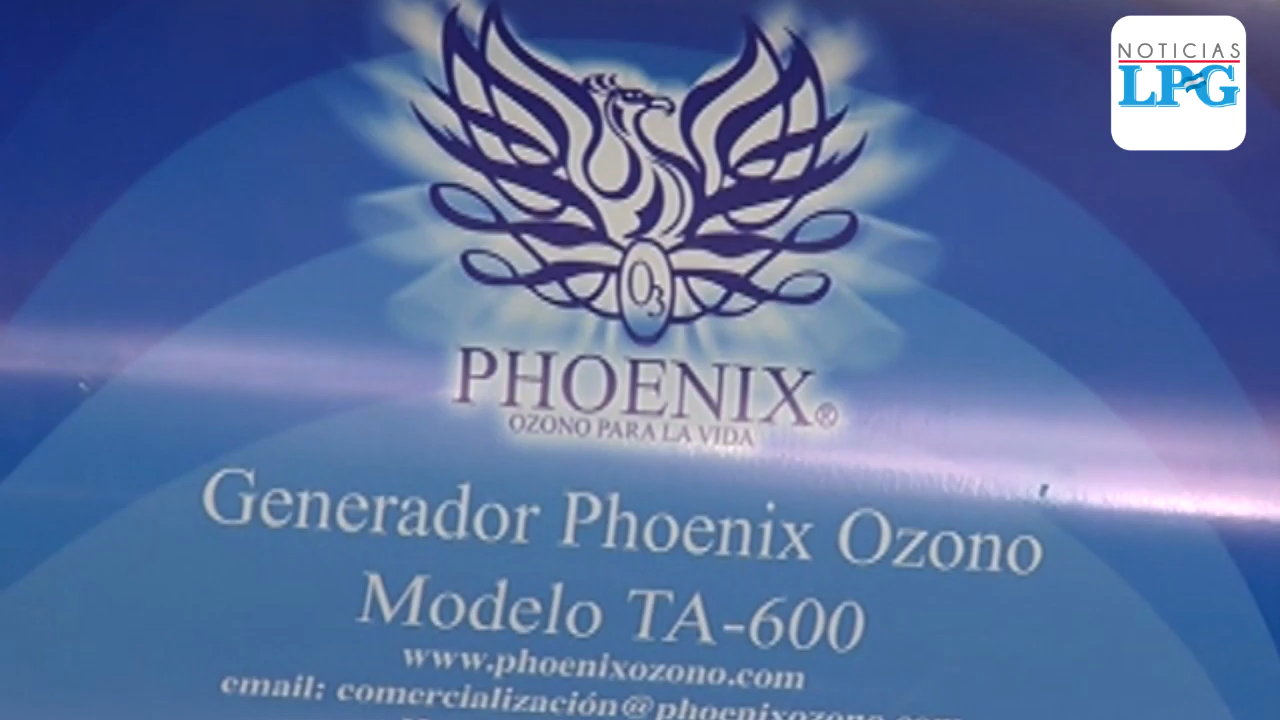 NOTICIAS
LPG
O3
PHOENIX®
OZONO PARA LA VIDA
Generador Phoenix Ozono
Modelo TA-600
www.phoenixozono.com
email: comercialización@phoenixozono.com